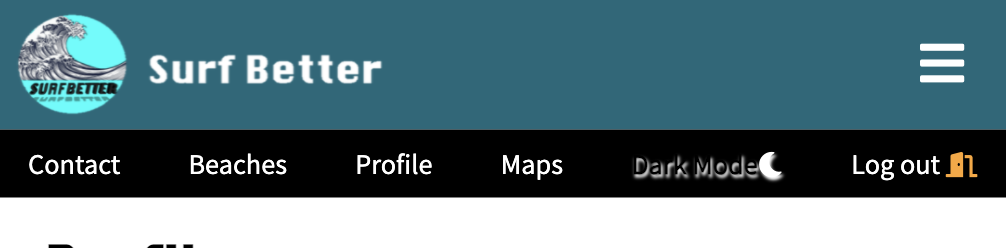 SURFBETTER
Surf Better
Contact Beaches Profile Maps Dark Mode Log out